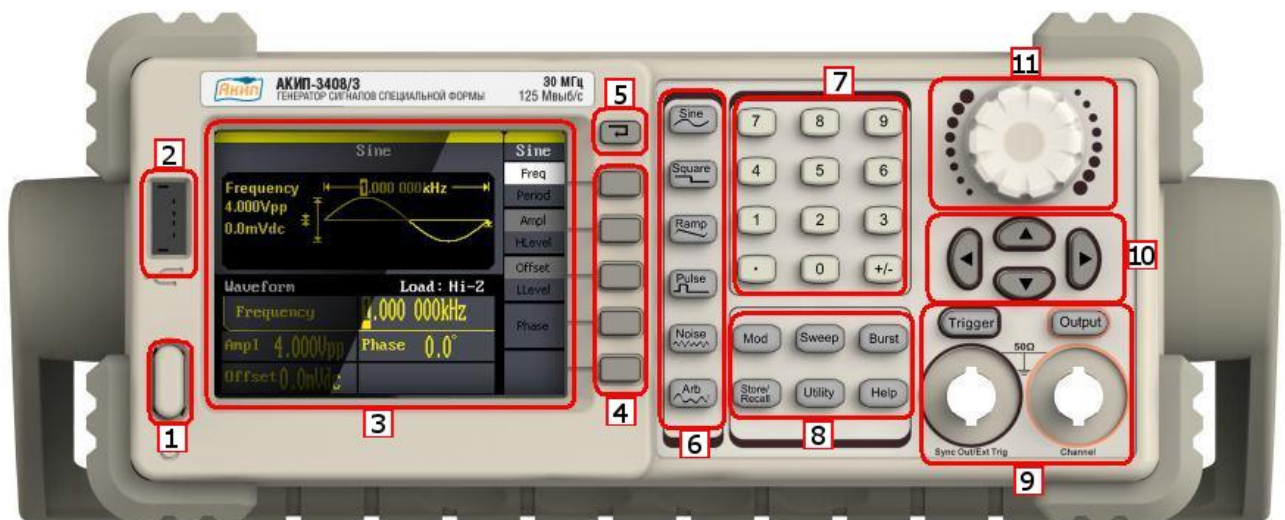 Акип
АКИП-3408/3
ГЕНЕРАТОР СИГНАЛОВ СПЕЦИАЛЬНОЙ ФОРМЫ
30 МГц
125 Мвыб/с
2
3
5
4
6
7
11
10
8
9
1
Sine
Sine
Freq
Period
Ampl
HLevel
Offset
LLevel
Phase
Frequency
4.000Vpp
0.0mVdc
1.000 000kHz
Waveform
Load: Hi-Z
Frequency
1.000 000kHz
Ampl 4.000Vpp
Phase 0.0°
Offset 0.0mVdc
Sine
Square
Ramp
Pulse
Noise
Arb
7 8 9
4 5 6
1 2 3
. 0 +/-
Mod Sweep Burst
Store/
Recall
Utility Help
Trigger
Output
50Ω
Sync Out/Ext Trig
Channel